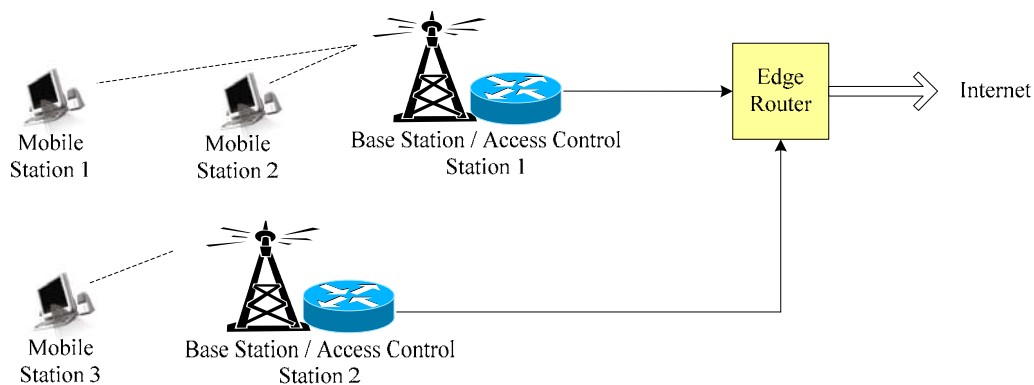 Mobile
Station 1
Mobile
Station 2
Base Station / Access Control
Station 1
Edge
Router
Internet
Mobile
Station 3
Base Station / Access Control
Station 2